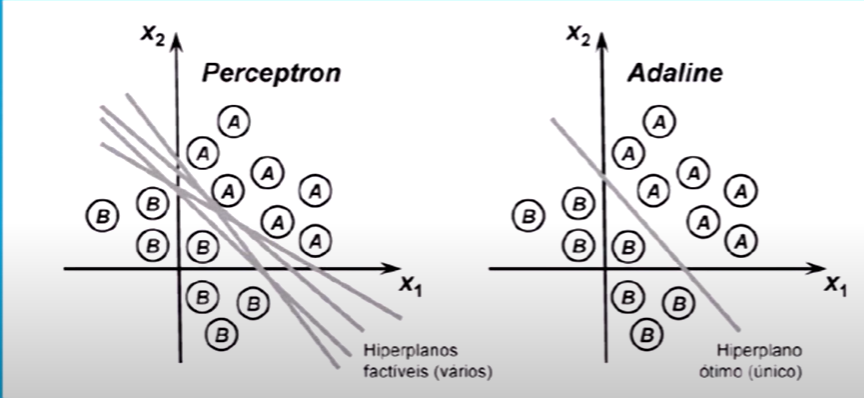 X₂
Perceptron
A
A
A
A
A
A
A
B
B
B
B
X₁
B
B
B
Hiperplanos
factíveis (vários)
X₂
Adaline
A
A
A
A
A
A
A
B
B
B
B
X₁
B
B
B
Hiperplano
ótimo (único)